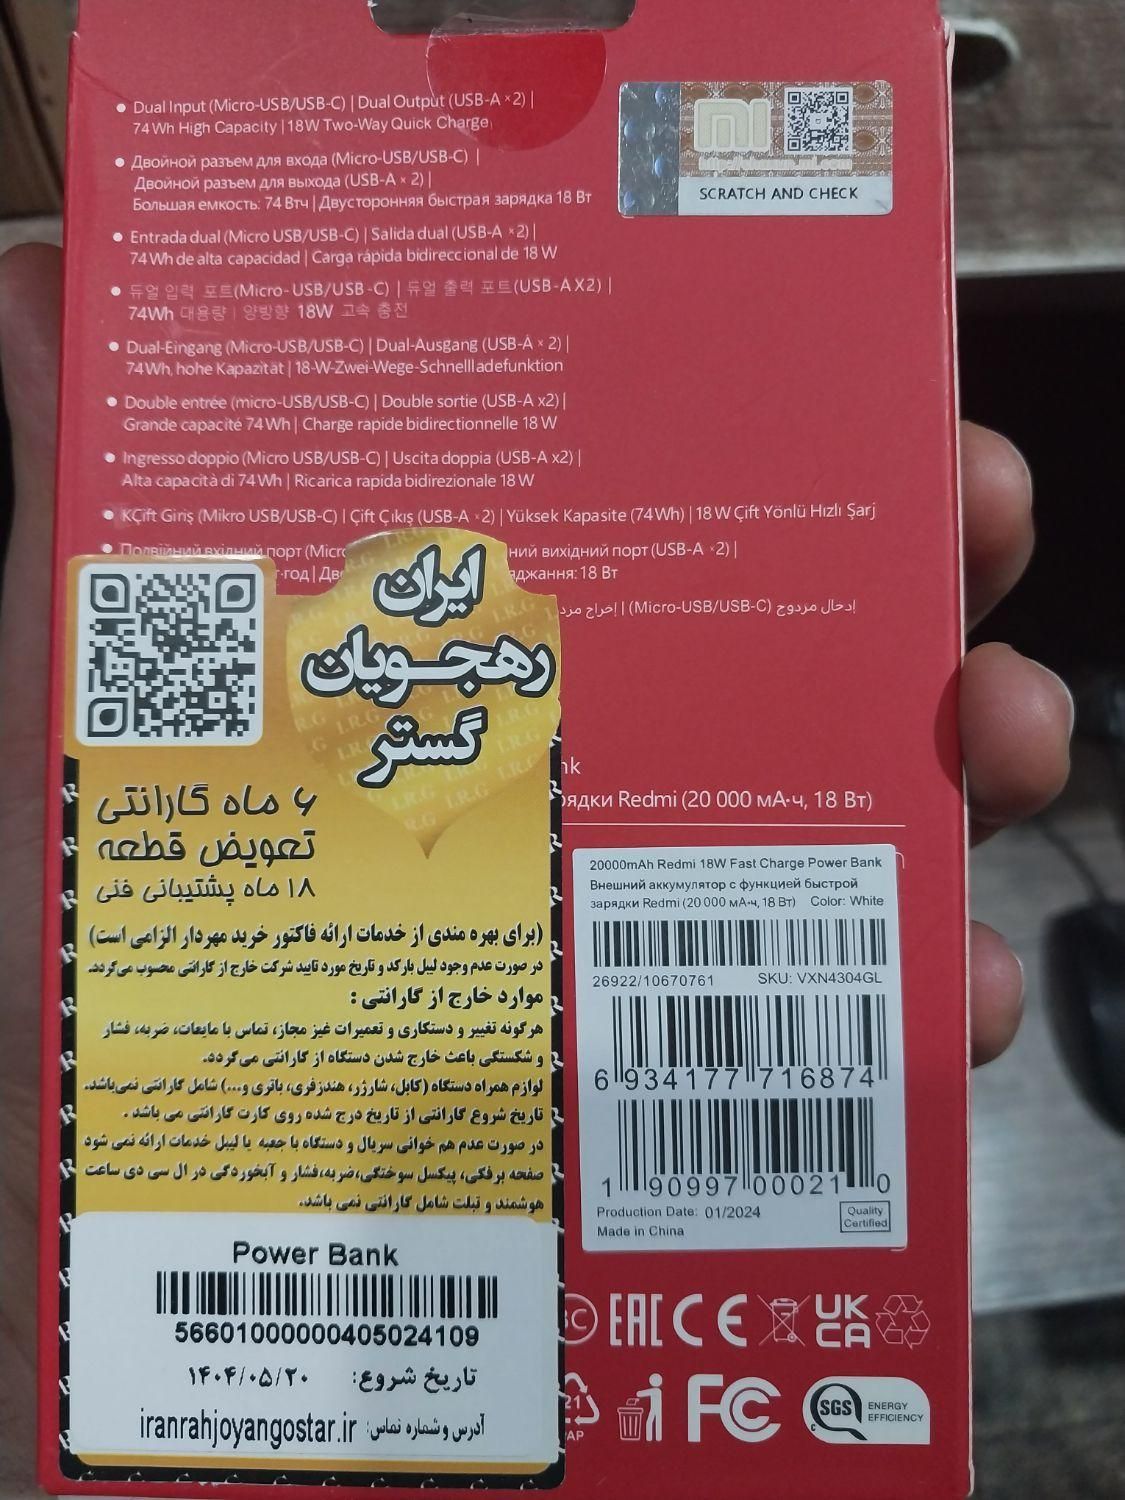 Dual Input (Micro-USB/USB-C) | Dual Output (USB-A ×2) |
74Wh High Capacity | 18W Two-Way Quick Charge
Двойной разъем для входа (Micro-USB/USB-C) |
Двойной разъем для выхода (USB-A × 2) |
Большая емкость: 74 Втч | Двусторонняя быстрая зарядка 18 Вт
Entrada dual (Micro USB/USB-C) | Salida dual (USB-A ×2) |
74 Wh de alta capacidad | Carga rápida bidireccional de 18 W
듀얼 입력 포트(Micro-USB/USB-C) | 듀얼 출력 포트(USB-A X2) |
74Wh 대용량 | 양방향 18W 고속 충전
Dual-Eingang (Micro-USB/USB-C) | Dual-Ausgang (USB-A × 2) |
74 Wh, hohe Kapazität | 18-W-Zwei-Wege-Schnellladefunktion
Double entrée (micro-USB/USB-C) | Double sortie (USB-A x2) |
Grande capacité 74 Wh | Charge rapide bidirectionnelle 18 W
Ingresso doppio (Micro USB/USB-C) | Uscita doppia (USB-A x2) |
Alta capacità di 74 Wh | Ricarica rapida bidirezionale 18 W
KÇift Giriş (Mikro USB/USB-C) | Çift Çıkış (USB-A ×2) | Yüksek Kapasite (74Wh) | 18 W Çift Yönlü Hızlı Şarj
Подвійний вхідний порт (Micro ний вихідний порт (USB-A ×2) |
т·год | Дво ряджання: 18 Вт
إدخال مزدوج (Micro-USB/USB-C) | إخراج مزد
MI
SCRATCH AND CHECK
ایران
رهجویان
گستر
۶ ماه گارانتی
تعویض قطعه
۱۸ ماه پشتیبانی فنی
(برای بهره مندی از خدمات ارائه فاکتور خرید مهردار الزامی است)
در صورت عدم وجود لیبل بارکد و تاریخ مورد تایید شرکت خارج از گارانتی محسوب می‌گردد.
موارد خارج از گارانتی :
هرگونه تغییر و دستکاری و تعمیرات غیز مجاز، تماس با مایعات، ضربه، فشار
و شکستگی باعث خارج شدن دستگاه از گارانتی می‌گردد.
لوازم همراه دستگاه (کابل، شارژر، هندزفری، باتری و...) شامل گارانتی نمی‌باشد.
تاریخ شروع گارانتی از تاریخ درج شده روی کارت گارانتی می باشد .
در صورت عدم هم خوانی سریال و دستگاه با جعبه یا لیبل خدمات ارائه نمی شود
صفحه برفکی، پیکسل سوختگی،ضربه،فشار و آبخوردگی در ال سی دی ساعت
هوشمند و تبلت شامل گارانتی نمی باشد.
Power Bank
56601000000405024109
تاریخ شروع: ۱۴۰۴/۰۵/۲۰
آدرس و شماره تماس: iranrahjoyangostar.ir
nk
рядки Redmi (20 000 мА·ч, 18 Вт)
20000mAh Redmi 18W Fast Charge Power Bank
Внешний аккумулятор с функцией быстрой
зарядки Redmi (20 000 мА·ч, 18 Вт) Color: White
26922/10670761 SKU: VXN4304GL
6 934177 716874
1 90997 00021 0
Production Date: 01/2024
Made in China
Quality
Certified
BC EAC CE UK
CA
21
PAP
FC
SGS ENERGY
EFFICIENCY